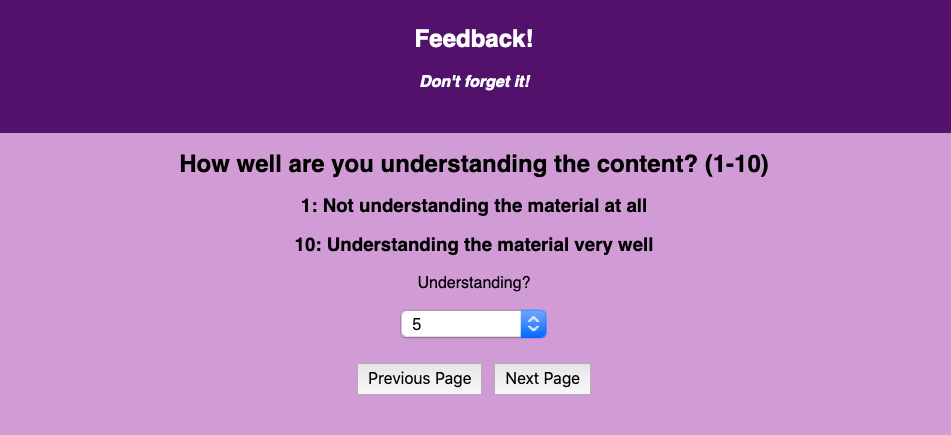 Feedback!
Don't forget it!
How well are you understanding the content? (1-10)
1: Not understanding the material at all
10: Understanding the material very well
Understanding?
5
Previous Page Next Page